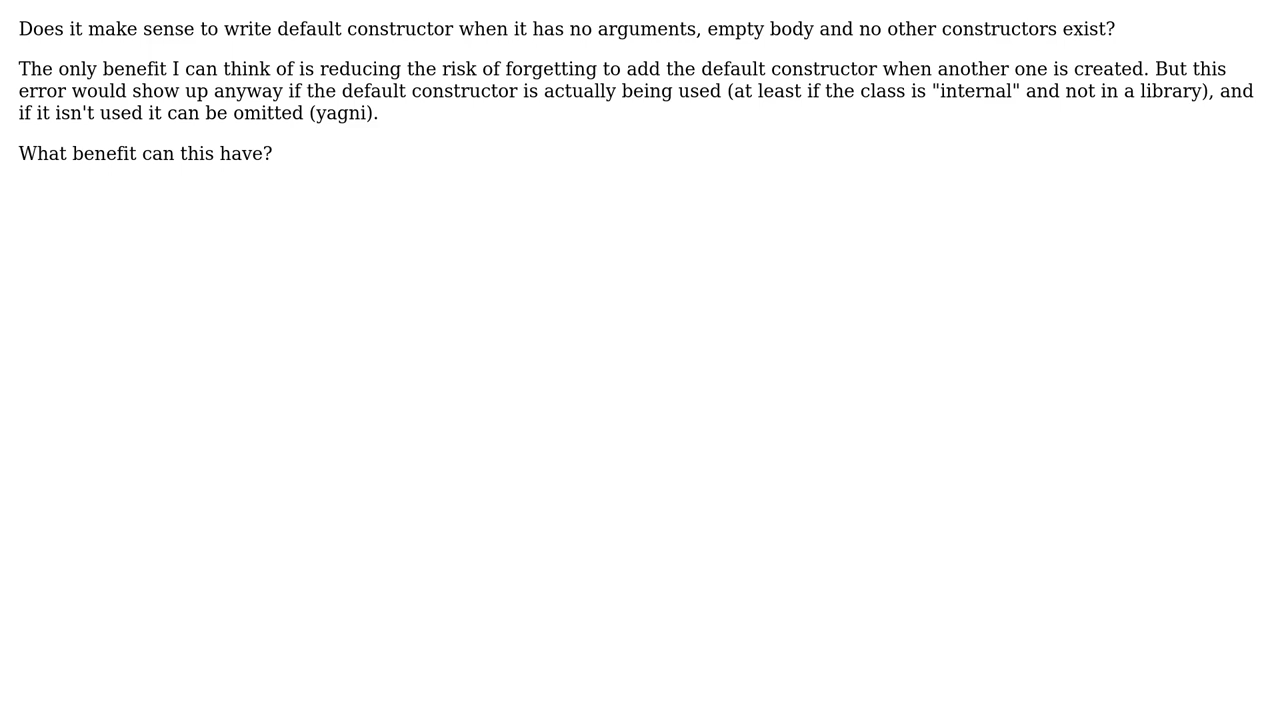 Does it make sense to write default constructor when it has no arguments, empty body and no other constructors exist?
The only benefit I can think of is reducing the risk of forgetting to add the default constructor when another one is created. But this
error would show up anyway if the default constructor is actually being used (at least if the class is "internal" and not in a library), and
if it isn't used it can be omitted (yagni).
What benefit can this have?